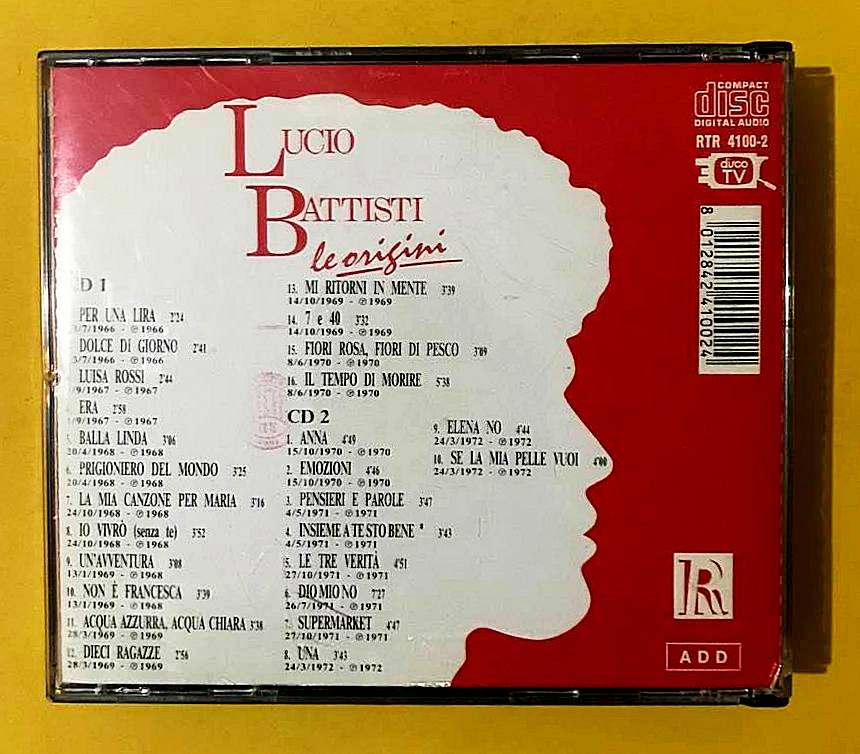 LUCIO
BATTISTI
le origini
COMPACT
disc
DIGITAL AUDIO
RTR 4100-2
disco
TV
8 012842 410024
D 1
PER UNA LIRA 2'24
3/7/1966 - ℗1966
DOLCE DI GIORNO 2'41
3/7/1966 - ℗1966
LUISA ROSSI 2'44
/9/1967 - ℗1967
ERA 2'58
/9/1967 - ℗1967
5. BALLA LINDA 3'06
20/4/1968 - ℗1968
6. PRIGIONIERO DEL MONDO 3'25
20/4/1968 - ℗1968
7. LA MIA CANZONE PER MARIA 3'16
24/10/1968 - ℗1968
8. IO VIVRÒ (senza te) 3'52
24/10/1968 - ℗1968
9. UN'AVVENTURA 3'08
13/1/1969 - ℗1968
10. NON È FRANCESCA 3'39
13/1/1969 - ℗1968
11. ACQUA AZZURRA, ACQUA CHIARA 3'38
28/3/1969 - ℗1969
12. DIECI RAGAZZE 2'56
28/3/1969 - ℗1969
13. MI RITORNI IN MENTE 3'39
14/10/1969 - ℗1969
14. 7 e 40 3'32
14/10/1969 - ℗1969
15. FIORI ROSA, FIORI DI PESCO 3'09
8/6/1970 - ℗1970
16. IL TEMPO DI MORIRE 5'38
8/6/1970 - ℗1970
CD 2
1. ANNA 4'49
15/10/1970 - ℗1970
2. EMOZIONI 4'46
15/10/1970 - ℗1970
3. PENSIERI E PAROLE 3'47
4/5/1971 - ℗1971
4. INSIEME A TE STO BENE * 3'43
4/5/1971 - ℗1971
5. LE TRE VERITÀ 4'51
27/10/1971 - ℗1971
6. DIO MIO NO 7'27
26/7/1971 - ℗1971
7. SUPERMARKET 4'47
27/10/1971 - ℗1971
8. UNA 3'43
24/3/1972 - ℗1972
9. ELENA NO 4'44
24/3/1972 - ℗1972
10. SE LA MIA PELLE VUOI 4'00
24/3/1972 - ℗1972
R
ADD